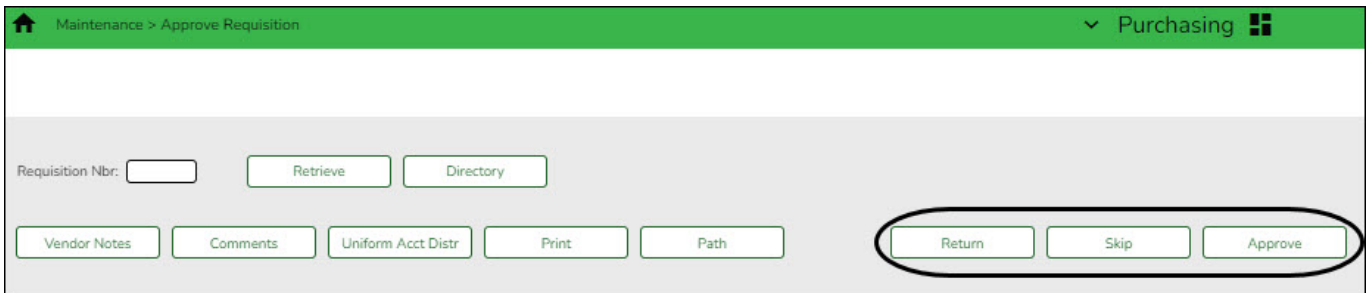 Maintenance > Approve Requisition Purchasing
Requisition Nbr: Retrieve Directory
Vendor Notes Comments Uniform Acct Distr Print Path Return Skip Approve